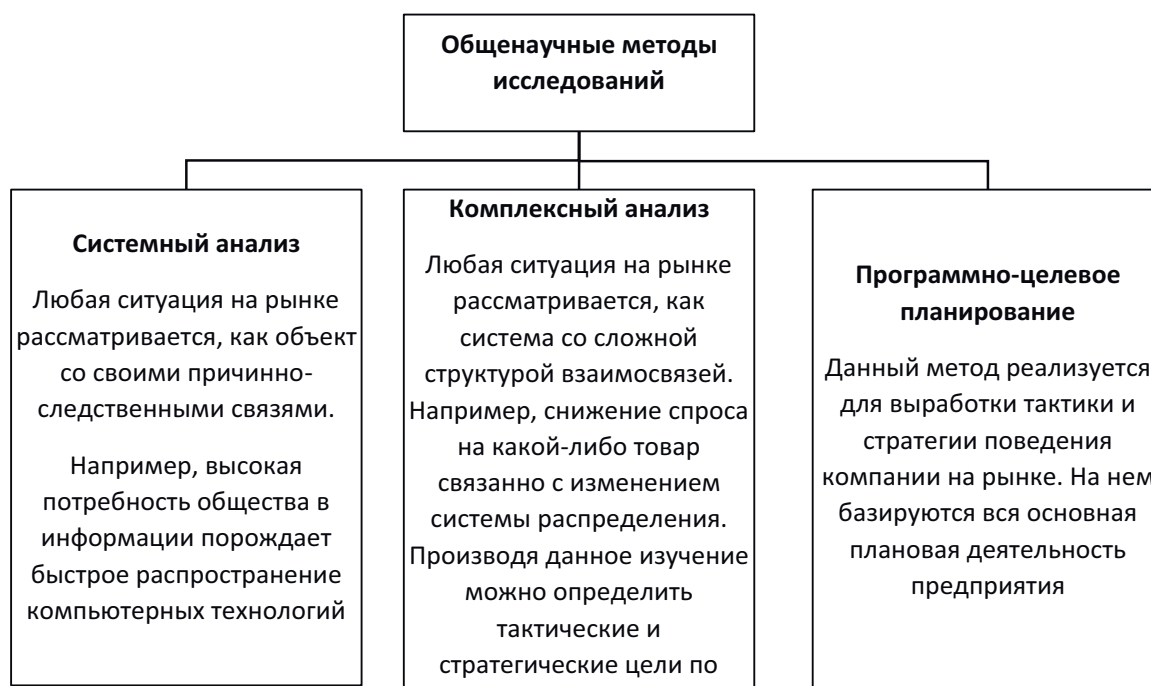 Общенаучные методы
исследований
Системный анализ
Любая ситуация на рынке
рассматривается, как объект
со своими причинно-
следственными связями.
Например, высокая
потребность общества в
информации порождает
быстрое распространение
компьютерных технологий
Комплексный анализ
Любая ситуация на рынке
рассматривается, как
система со сложной
структурой взаимосвязей.
Например, снижение спроса
на какой-либо товар
связанно с изменением
системы распределения.
Производя данное изучение
можно определить
тактические и
стратегические цели по
Программно-целевое
планирование
Данный метод реализуется
для выработки тактики и
стратегии поведения
компании на рынке. На нем
базируются вся основная
плановая деятельность
предприятия